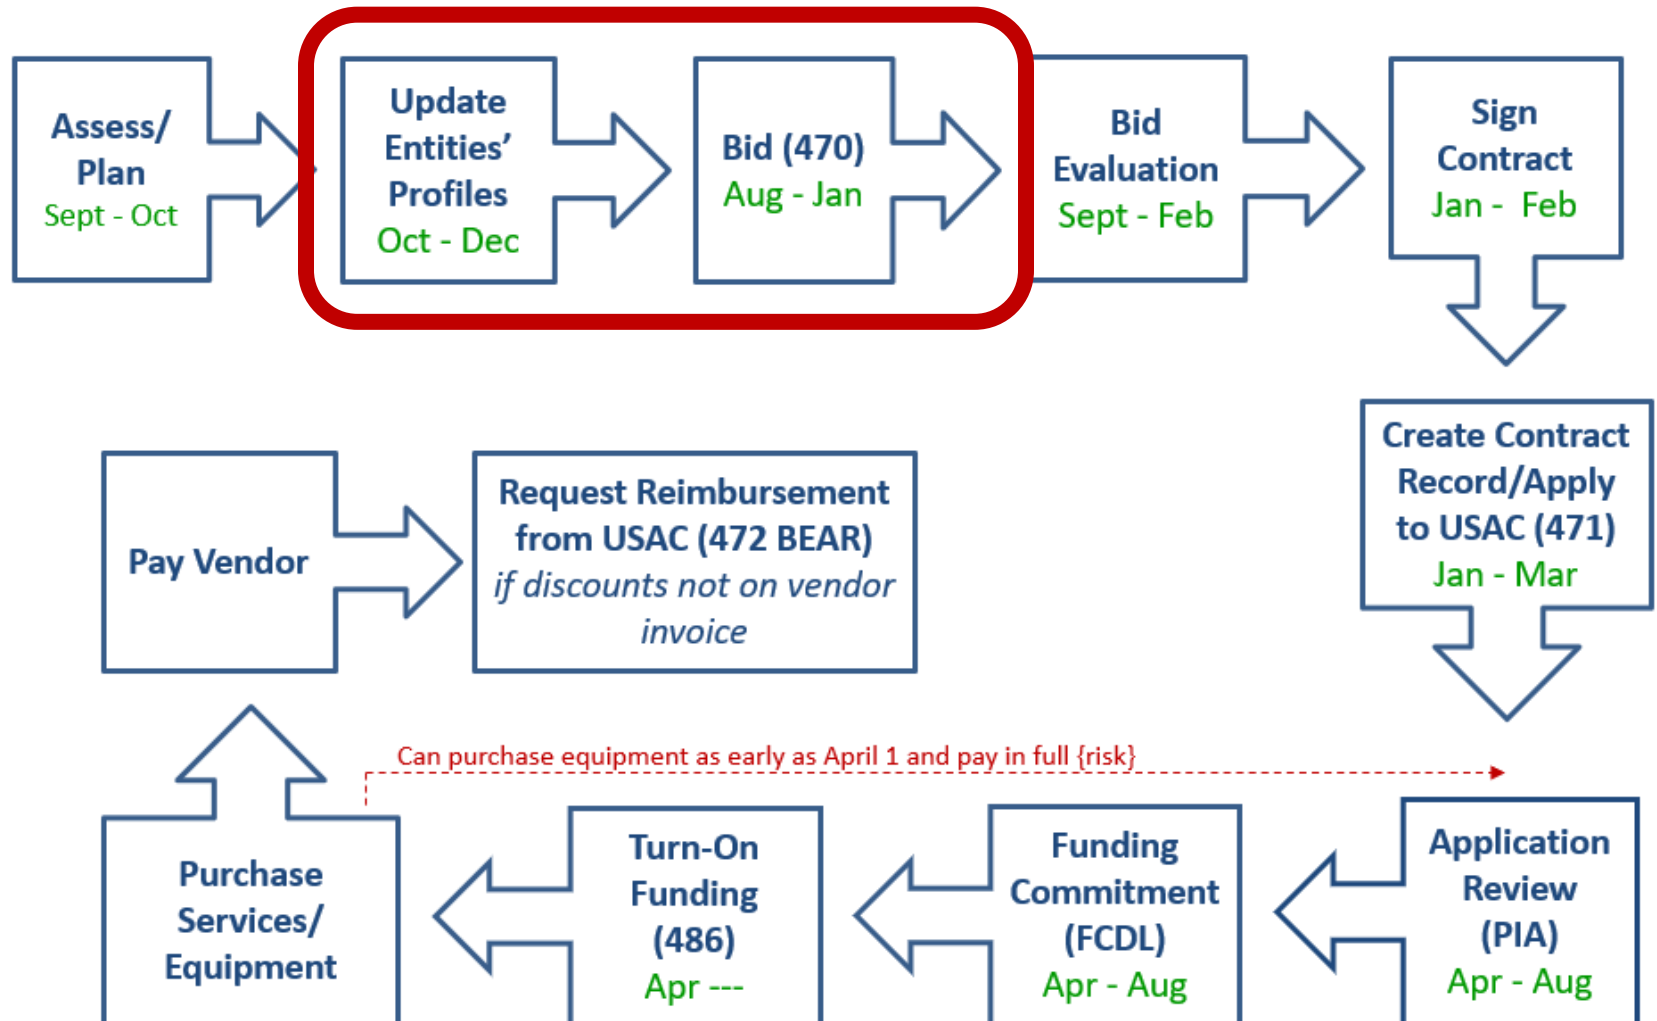 Assess/
Plan
Sept - Oct
Update
Entities’
Profiles
Oct - Dec
Bid (470)
Aug - Jan
Bid
Evaluation
Sept - Feb
Sign
Contract
Jan -  Feb
Create Contract
Record/Apply
to USAC (471)
Jan - Mar
Application
Review
(PIA)
Apr - Aug
Funding
Commitment
(FCDL)
Apr - Aug
Turn-On
Funding
(486)
Apr ---
Can purchase equipment as early as April 1 and pay in full {risk}
Purchase
Services/
Equipment
Pay Vendor
Request Reimbursement
from USAC (472 BEAR)
if discounts not on vendor
invoice